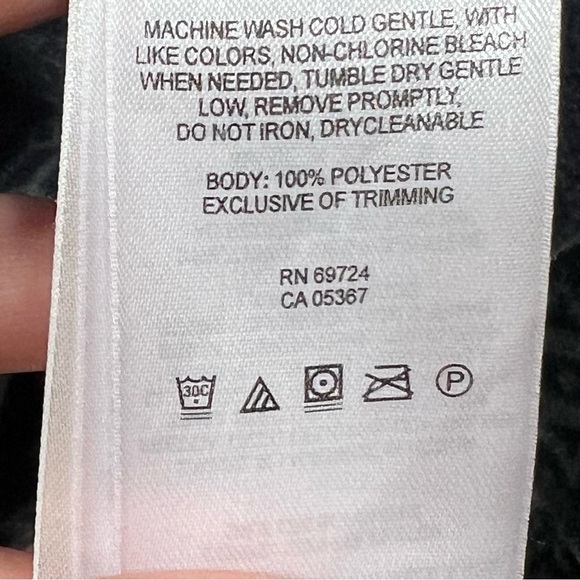 MACHINE WASH COLD GENTLE, WITH
LIKE COLORS, NON-CHLORINE BLEACH
WHEN NEEDED, TUMBLE DRY GENTLE
LOW, REMOVE PROMPTLY,
DO NOT IRON, DRYCLEANABLE
BODY: 100% POLYESTER
EXCLUSIVE OF TRIMMING
RN 69724
CA 05367
30C P